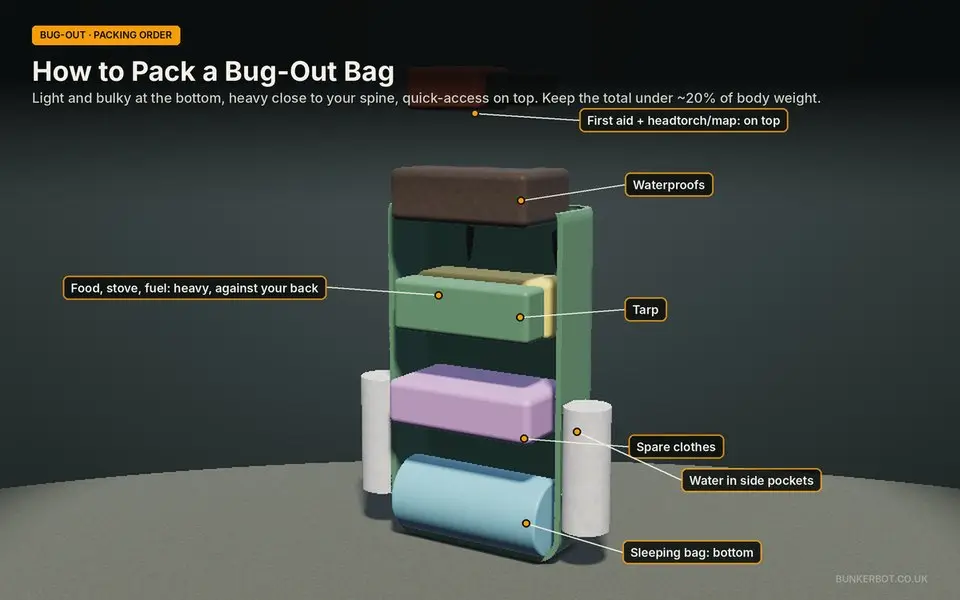 BUG-OUT · PACKING ORDER
How to Pack a Bug-Out Bag
Light and bulky at the bottom, heavy close to your spine, quick-access on top. Keep the total under ~20% of body weight.
First aid + headtorch/map: on top
Waterproofs
Food, stove, fuel: heavy, against your back
Tarp
Spare clothes
Water in side pockets
Sleeping bag: bottom
BUNKERBOT.CO.UK